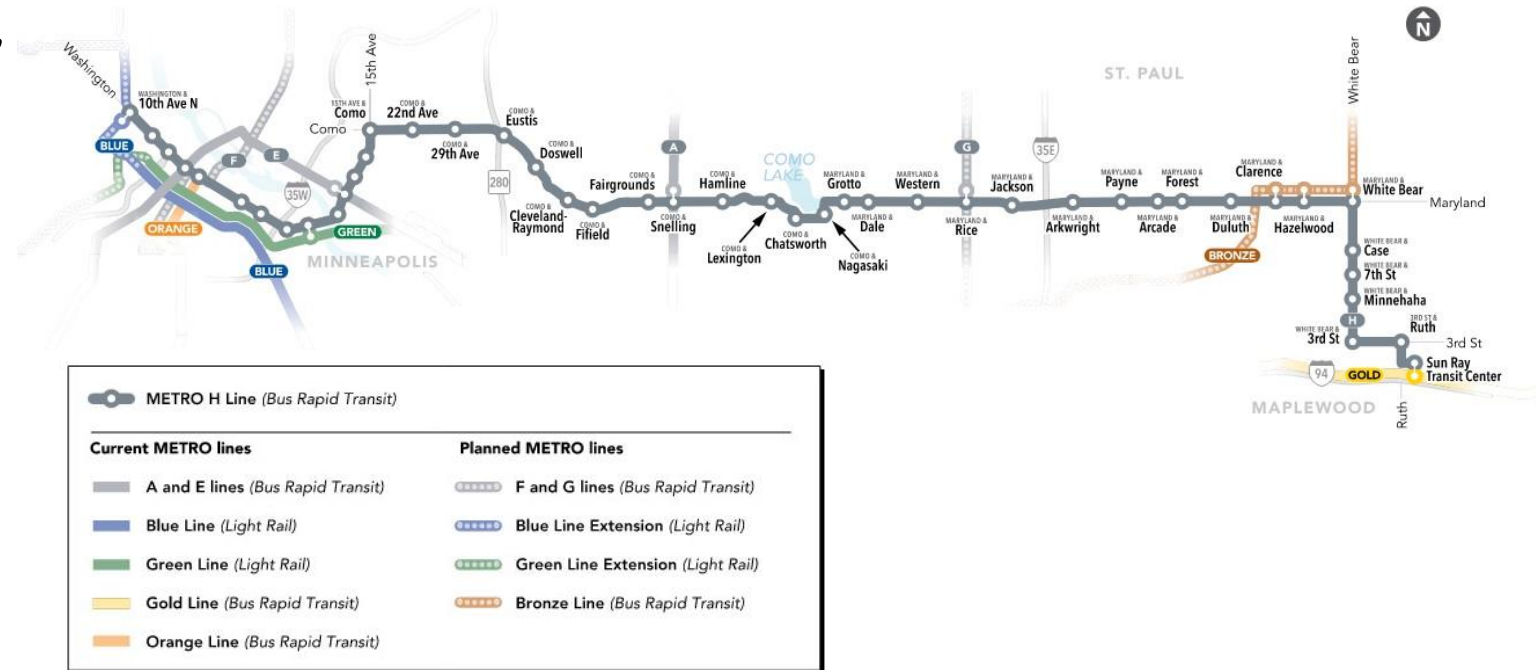 N
Washington
WASHINGTON &
10th Ave N
BLUE
F
E
35W
ORANGE
GREEN
BLUE
MINNEAPOLIS
15th Ave
15TH AVE &
Como
Como
COMO &
22nd Ave
COMO &
29th Ave
COMO &
Eustis
280
COMO &
Doswell
COMO &
Cleveland-
Raymond
COMO &
Fifield
COMO &
Fairgrounds
A
COMO &
Snelling
COMO &
Hamline
COMO &
Lexington
COMO
LAKE
COMO &
Chatsworth
COMO &
Nagasaki
MARYLAND &
Grotto
MARYLAND &
Dale
MARYLAND &
Western
G
MARYLAND &
Rice
MARYLAND &
Jackson
35E
ST. PAUL
MARYLAND &
Arkwright
MARYLAND &
Payne
MARYLAND &
Arcade
MARYLAND &
Forest
MARYLAND &
Duluth
MARYLAND &
Clarence
MARYLAND &
Hazelwood
BRONZE
White Bear
MARYLAND &
White Bear
Maryland
WHITE BEAR &
Case
WHITE BEAR &
7th St
WHITE BEAR &
Minnehaha
H
WHITE BEAR &
3rd St
3RD ST &
Ruth
3rd St
Sun Ray
Transit Center
94
GOLD
MAPLEWOOD
Ruth
METRO H Line (Bus Rapid Transit)
Current METRO lines
A and E lines (Bus Rapid Transit)
Blue Line (Light Rail)
Green Line (Light Rail)
Gold Line (Bus Rapid Transit)
Orange Line (Bus Rapid Transit)
Planned METRO lines
F and G lines (Bus Rapid Transit)
Blue Line Extension (Light Rail)
Green Line Extension (Light Rail)
Bronze Line (Bus Rapid Transit)